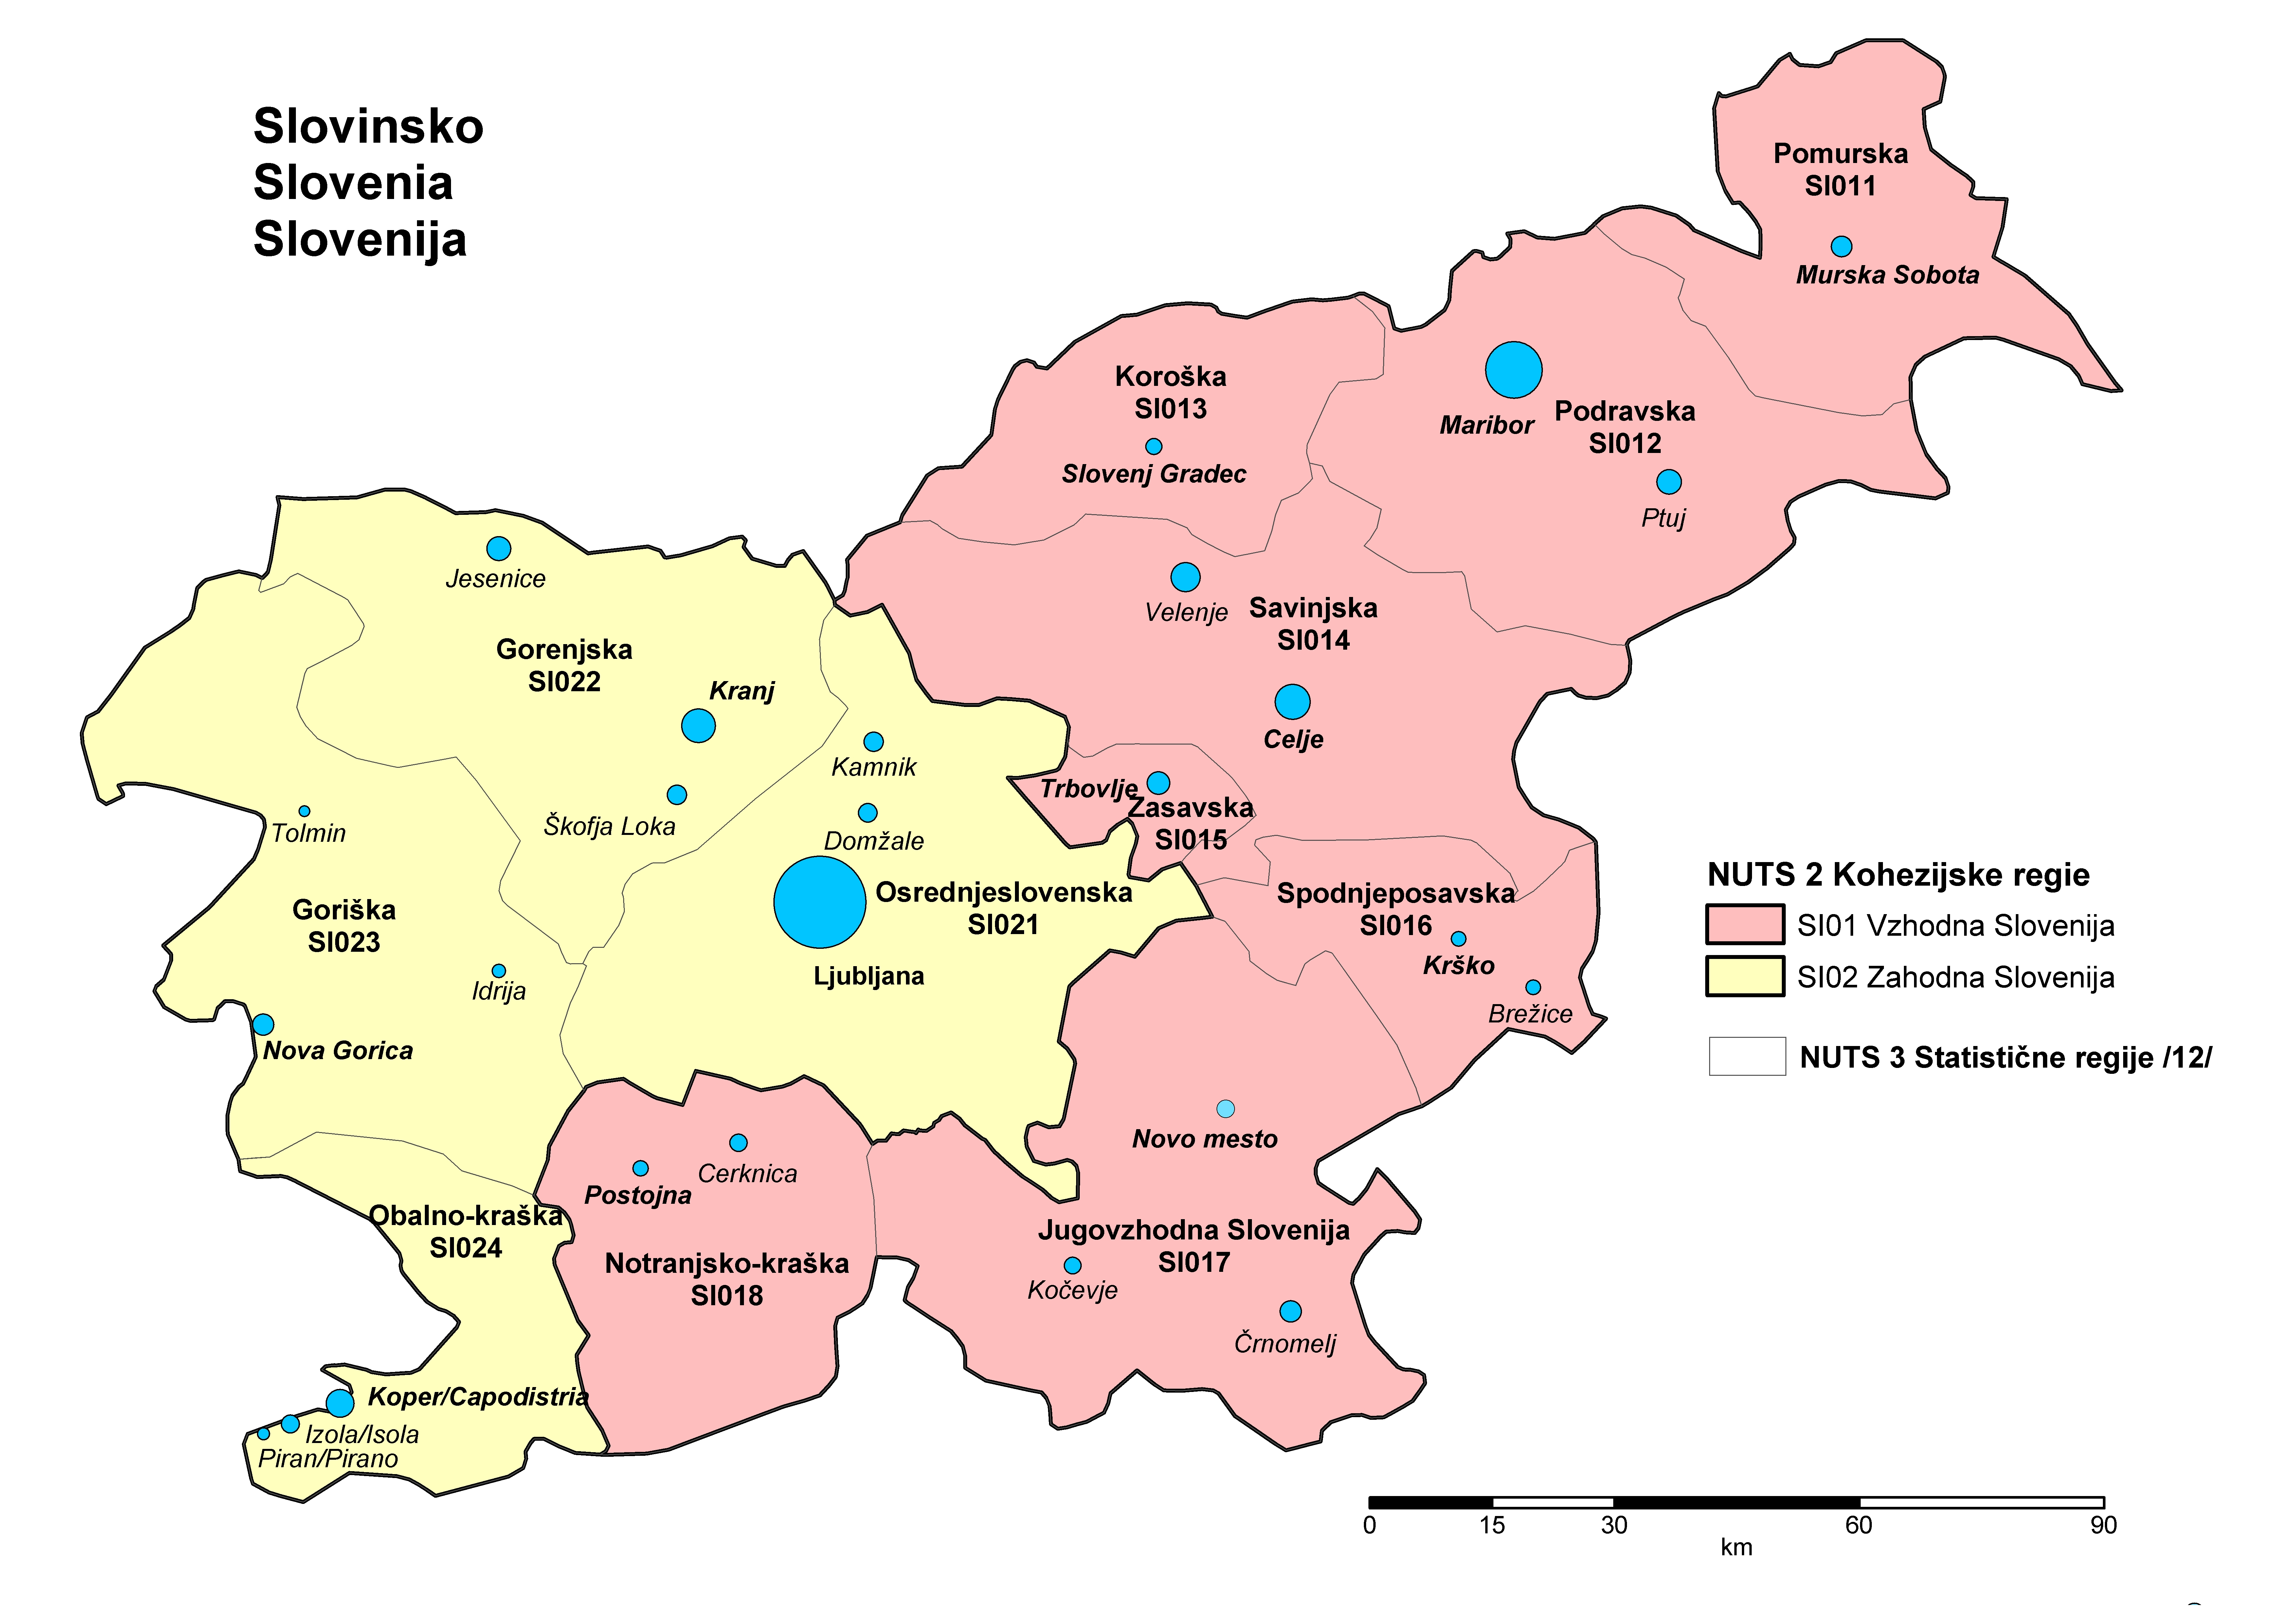 Slovinsko
Slovenia
Slovenija
Pomurska
SI011
Murska Sobota
Koroška
SI013
Slovenj Gradec
Maribor
Podravska
SI012
Ptuj
Jesenice
Velenje
Savinjska
SI014
Gorenjska
SI022
Kranj
Celje
Kamnik
Trbovlje
Zasavska
SI015
Škofja Loka
Tolmin
Domžale
Osrednjeslovenska
SI021
Ljubljana
Spodnjeposavska
SI016
Krško
Brežice
Goriška
SI023
Idrija
Nova Gorica
NUTS 2 Kohezijske regie
SI01 Vzhodna Slovenija
SI02 Zahodna Slovenija
NUTS 3 Statistične regije /12/
Novo mesto
Cerknica
Postojna
Obalno-kraška
SI024
Notranjsko-kraška
SI018
Jugovzhodna Slovenija
SI017
Kočevje
Črnomelj
Koper/Capodistria
Izola/Isola
Piran/Pirano
0 15 30 60 90
km